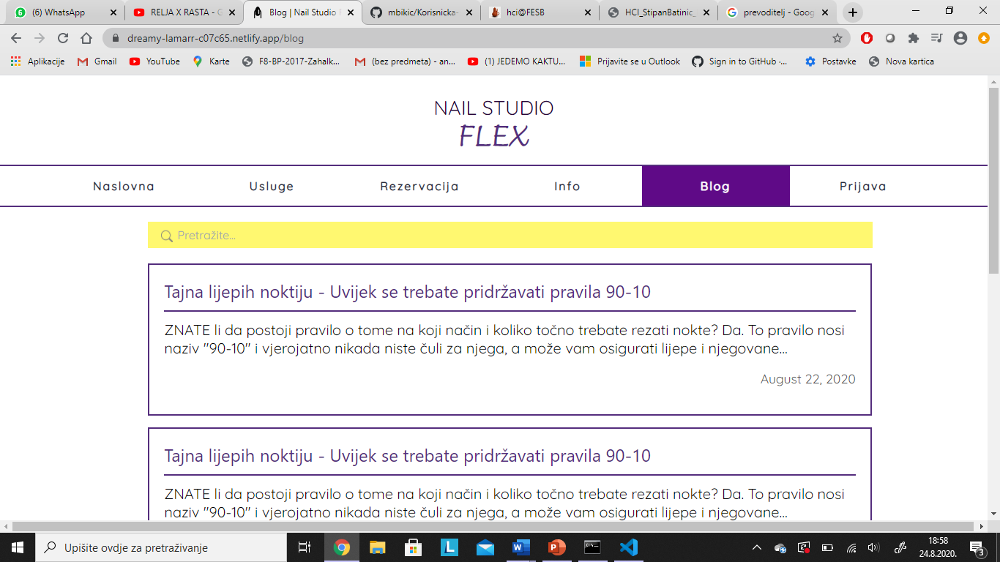 (6) WhatsApp
RELJA X RASTA - G
Blog | Nail Studio
mbikic/Korisnicka-
hci@FESB
HCI_StipanBatinic_
prevoditelj - Goog
dreamy-lamarr-c07c65.netlify.app/blog
Aplikacije
Gmail
YouTube
Karte
F8-BP-2017-Zahalk...
(bez predmeta) - an...
(1) JEDEMO KAKTU...
Prijavite se u Outlook
Sign in to GitHub ·...
Postavke
Nova kartica
NAIL STUDIO
FLEX
Naslovna
Usluge
Rezervacija
Info
Blog
Prijava
Pretražite...
Tajna lijepih noktiju - Uvijek se trebate pridržavati pravila 90-10
ZNATE li da postoji pravilo o tome na koji način i koliko točno trebate rezati nokte? Da. To pravilo nosi
naziv "90-10" i vjerojatno nikada niste čuli za njega, a može vam osigurati lijepe i njegovane...
August 22, 2020
Tajna lijepih noktiju - Uvijek se trebate pridržavati pravila 90-10
ZNATE li da postoji pravilo o tome na koji način i koliko točno trebate rezati nokte? Da. To pravilo nosi
naziv "90-10" i vjerojatno nikada niste čuli za njega, a može vam osigurati lijepe i njegovane...
Upišite ovdje za pretraživanje
18:58
24.8.2020.
3